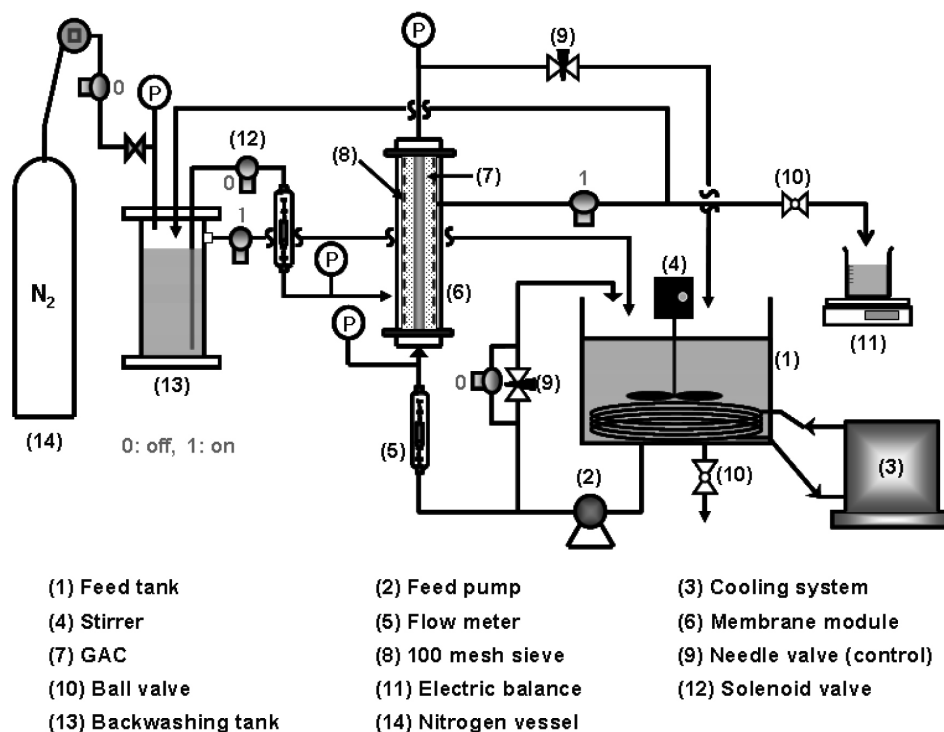 P
(9)
0
P
(12)
(8)
(7)
0
1
(10)
1
P
(4)
N2
(6)
P
(1)
(11)
(13)
0
(9)
(14)
0: off, 1: on
(5)
(2)
(10)
(3)
(1) Feed tank
(2) Feed pump
(3) Cooling system
(4) Stirrer
(5) Flow meter
(6) Membrane module
(7) GAC
(8) 100 mesh sieve
(9) Needle valve (control)
(10) Ball valve
(11) Electric balance
(12) Solenoid valve
(13) Backwashing tank
(14) Nitrogen vessel